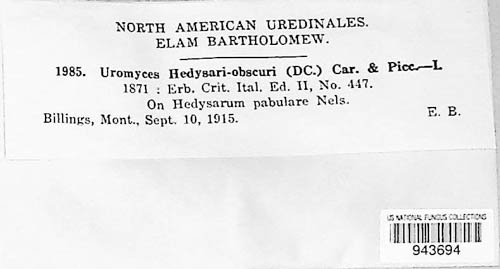 NORTH AMERICAN UREDINALES.
ELAM BARTHOLOMEW.
1985. Uromyces Hedysari-obscuri (DC.) Car. & Picc.—I.
1871 : Erb. Crit. Ital. Ed. II, No. 447.
On Hedysarum pabulare Nels.
Billings, Mont., Sept. 10, 1915. E. B.
US NATIONAL FUNGUS COLLECTIONS
943694